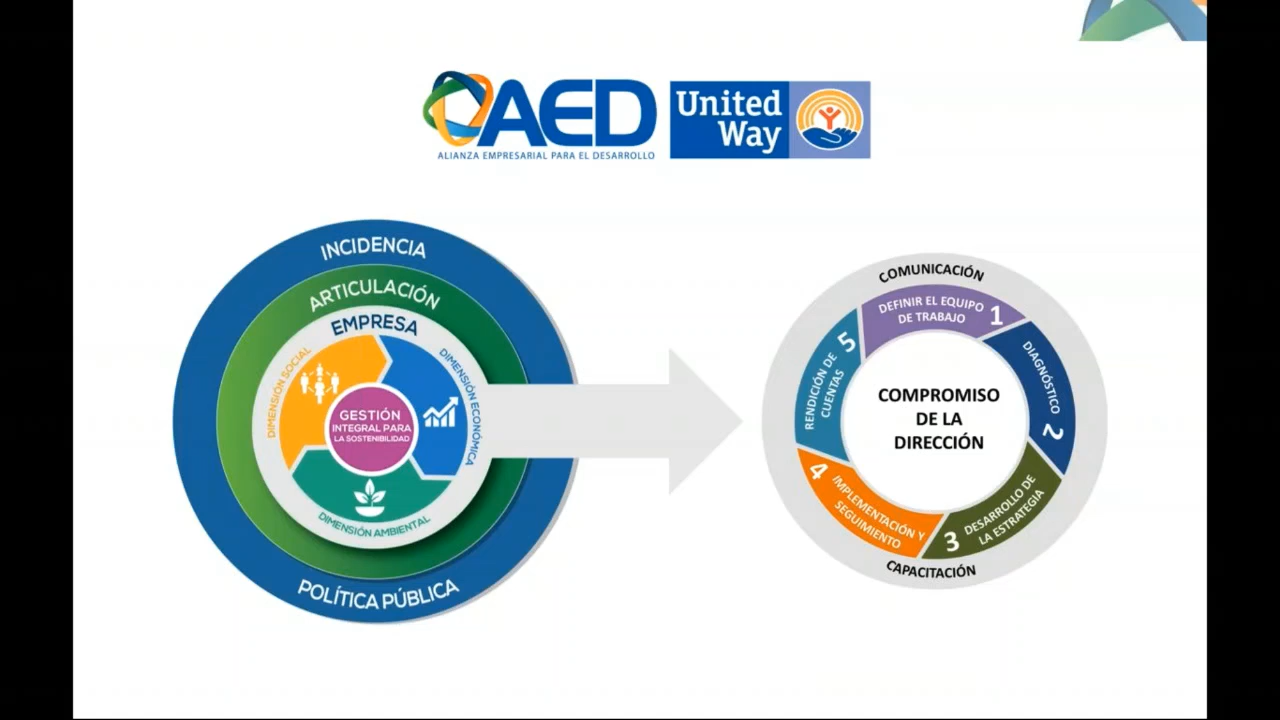 AED
ALIANZA EMPRESARIAL PARA EL DESARROLLO
United
Way
INCIDENCIA
ARTICULACIÓN
EMPRESA
DIMENSIÓN SOCIAL
DIMENSIÓN ECONÓMICA
GESTIÓN
INTEGRAL PARA
LA SOSTENIBILIDAD
DIMENSIÓN AMBIENTAL
POLÍTICA PÚBLICA
COMUNICACIÓN
DEFINIR EL EQUIPO
DE TRABAJO
1
DIAGNÓSTICO
2
DESARROLLO DE
LA ESTRATEGIA
3
IMPLEMENTACIÓN Y
SEGUIMIENTO
4
RENDICIÓN DE
CUENTAS
5
COMPROMISO
DE LA
DIRECCIÓN
CAPACITACIÓN